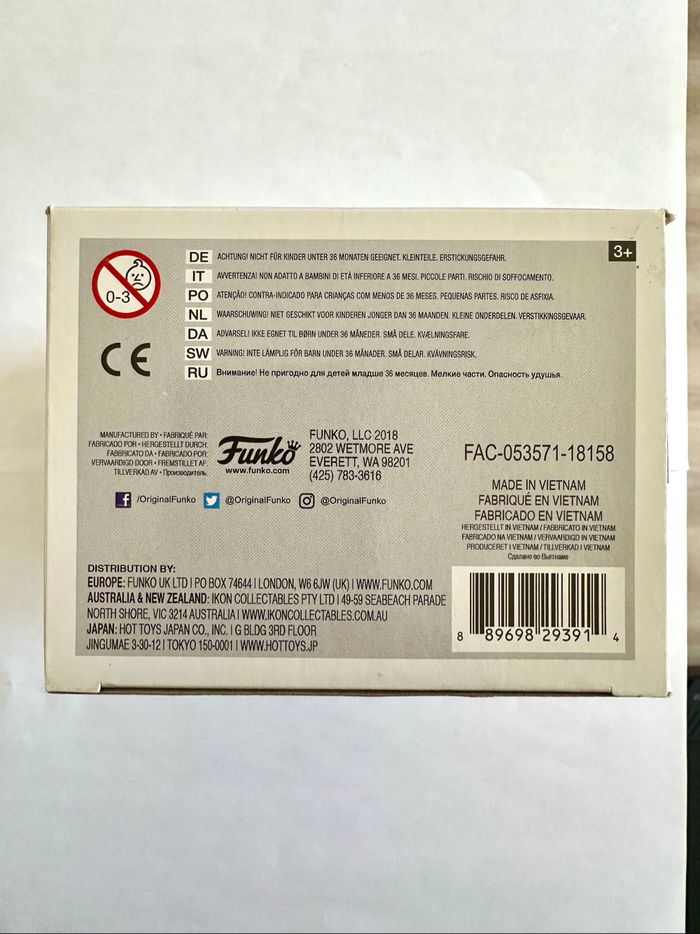 3+
0-3
DE ACHTUNG! NICHT FÜR KINDER UNTER 36 MONATEN GEEIGNET. KLEINTEILE. ERSTICKUNGSGEFAHR.
IT AVVERTENZA! NON ADATTO A BAMBINI DI ETÀ INFERIORE A 36 MESI. PICCOLE PARTI. RISCHIO DI SOFFOCAMENTO.
PO ATENÇÃO! CONTRA-INDICADO PARA CRIANÇAS COM MENOS DE 36 MESES. PEQUENAS PARTES. RISCO DE ASFIXIA.
NL WAARSCHUWING! NIET GESCHIKT VOOR KINDEREN JONGER DAN 36 MAANDEN. KLEINE ONDERDELEN. VERSTIKKINGSGEVAAR.
DA ADVARSEL! IKKE EGNET TIL BØRN UNDER 36 MÅNEDER. SMÅ DELE. KVÆLNINGSFARE.
SW VARNING! INTE LÄMPLIG FÖR BARN UNDER 36 MÅNADER. SMÅ DELAR. KVÄVNINGSRISK.
RU Внимание! Не пригодно для детей младше 36 месяцев. Мелкие части. Опасность удушья.
CE
MANUFACTURED BY • FABRIQUÉ PAR:
FABRICADO POR • HERGESTELLT DURCH:
FABBRICATO DA • FABRICADO POR:
VERVAARDIGD DOOR • FREMSTILLET AF:
TILLVERKAD AV • Производитель:
Funko
www.funko.com
FUNKO, LLC 2018
2802 WETMORE AVE
EVERETT, WA 98201
(425) 783-3616
/OriginalFunko @OriginalFunko @OriginalFunko
FAC-053571-18158
MADE IN VIETNAM
FABRIQUÉ EN VIETNAM
FABRICADO EN VIETNAM
HERGESTELLT IN VIETNAM / FABBRICATO IN VIETNAM
FABRICADO NA VIETNAM / VERVAARDIGD IN VIETNAM
PRODUCERET I VIETNAM / TILLVERKAD I VIETNAM
Сделано во Вьетнаме
DISTRIBUTION BY:
EUROPE: FUNKO UK LTD | PO BOX 74644 | LONDON, W6 6JW (UK) | WWW.FUNKO.COM
AUSTRALIA & NEW ZEALAND: IKON COLLECTABLES PTY LTD | 49-59 SEABEACH PARADE
NORTH SHORE, VIC 3214 AUSTRALIA | WWW.IKONCOLLECTABLES.COM.AU
JAPAN: HOT TOYS JAPAN CO., INC. | G BLDG 3RD FLOOR
JINGUMAE 3-30-12 | TOKYO 150-0001 | WWW.HOTTOYS.JP
8 89698 29391 4